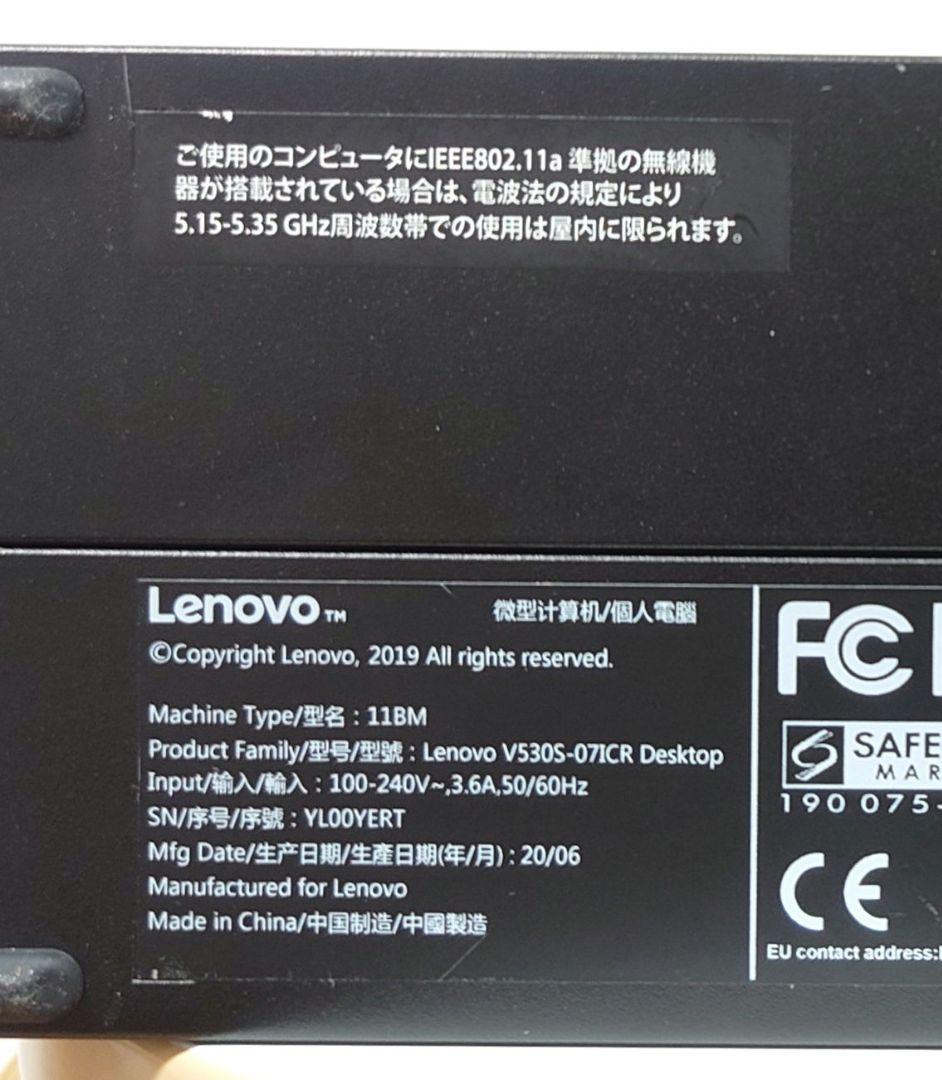 ご使用のコンピュータにIEEE802.11a 準拠の無線機
器が搭載されている場合は、電波法の規定により
5.15-5.35 GHz周波数帯での使用は屋内に限られます。
Lenovo™ 微型计算机/個人電腦
©Copyright Lenovo, 2019 All rights reserved.
Machine Type/型名 : 11BM
Product Family/型号/型號 : Lenovo V530S-07ICR Desktop
Input/输入/輸入 : 100-240V~,3.6A,50/60Hz
SN/序号/序號 : YL00YERT
Mfg Date/生产日期/生產日期(年/月) : 20/06
Manufactured for Lenovo
Made in China/中国制造/中國製造
FC
SAFE
MAR
190 075-
CE
EU contact address: